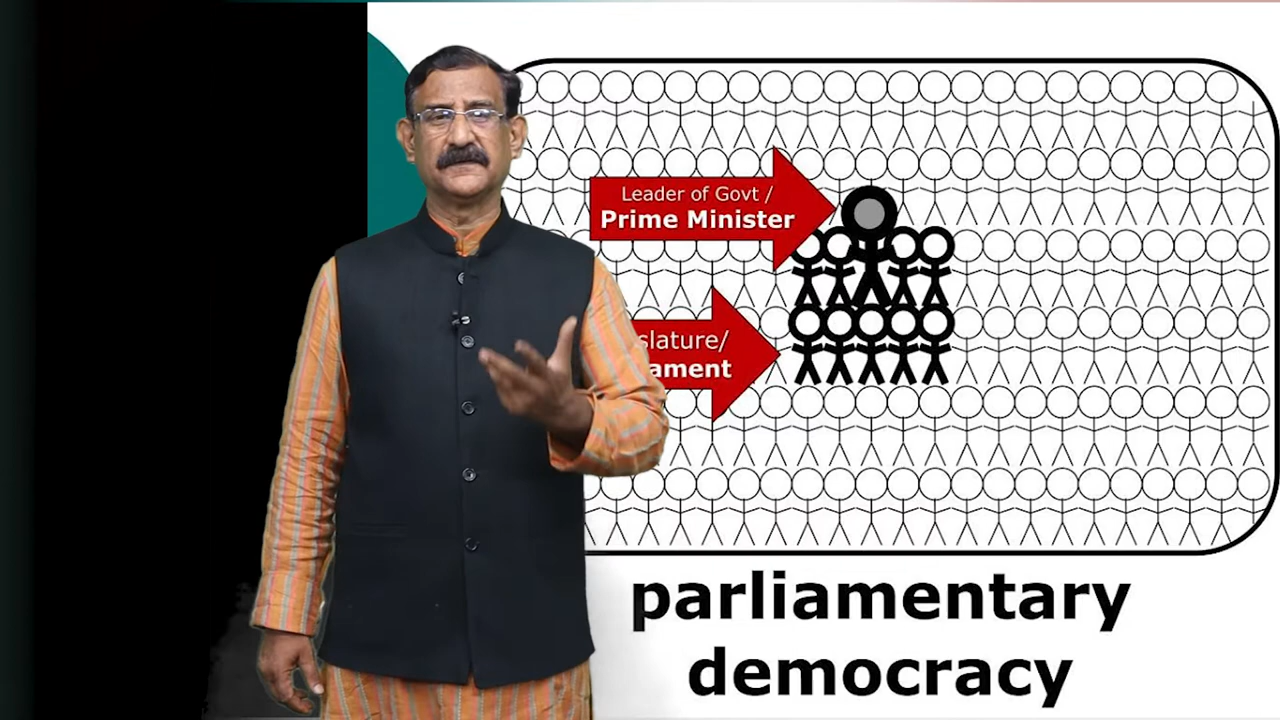 Leader of Govt /
Prime Minister
slature/
ament
parliamentary
democracy